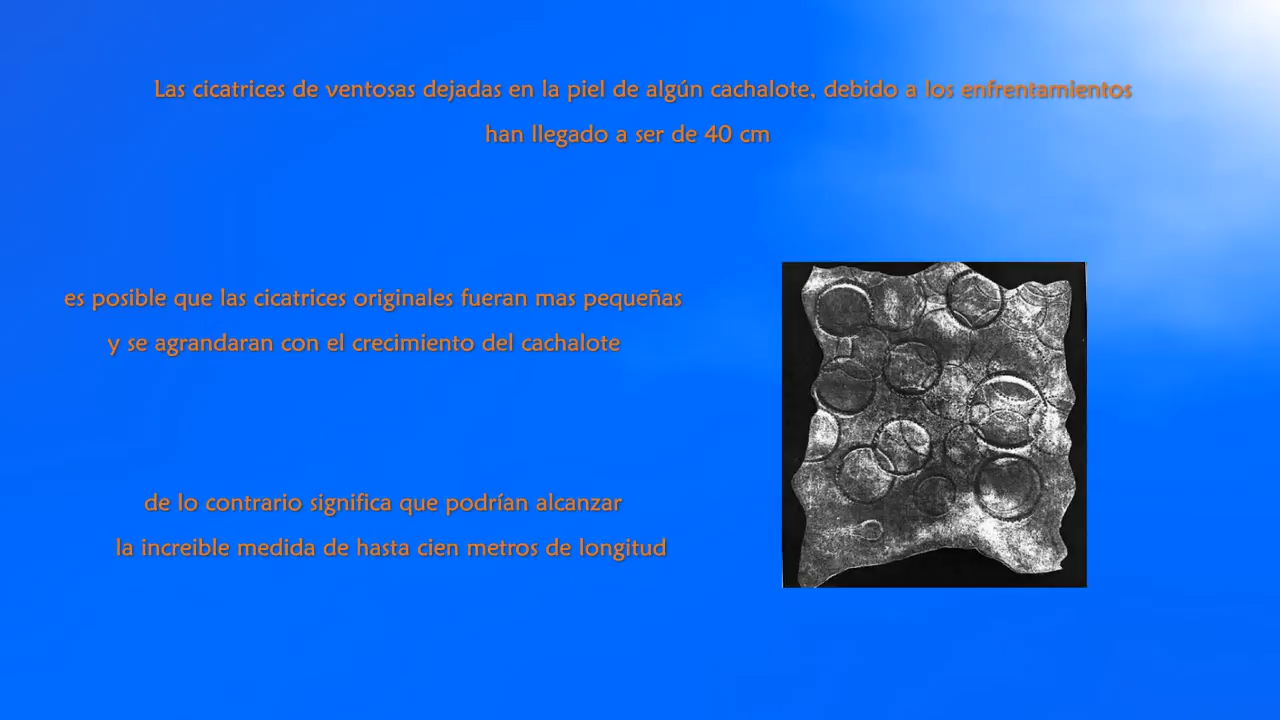 Las cicatrices de ventosas dejadas en la piel de algún cachalote, debido a los enfrentamientos
han llegado a ser de 40 cm
es posible que las cicatrices originales fueran mas pequeñas
y se agrandaran con el crecimiento del cachalote
de lo contrario significa que podrían alcanzar
la increible medida de hasta cien metros de longitud